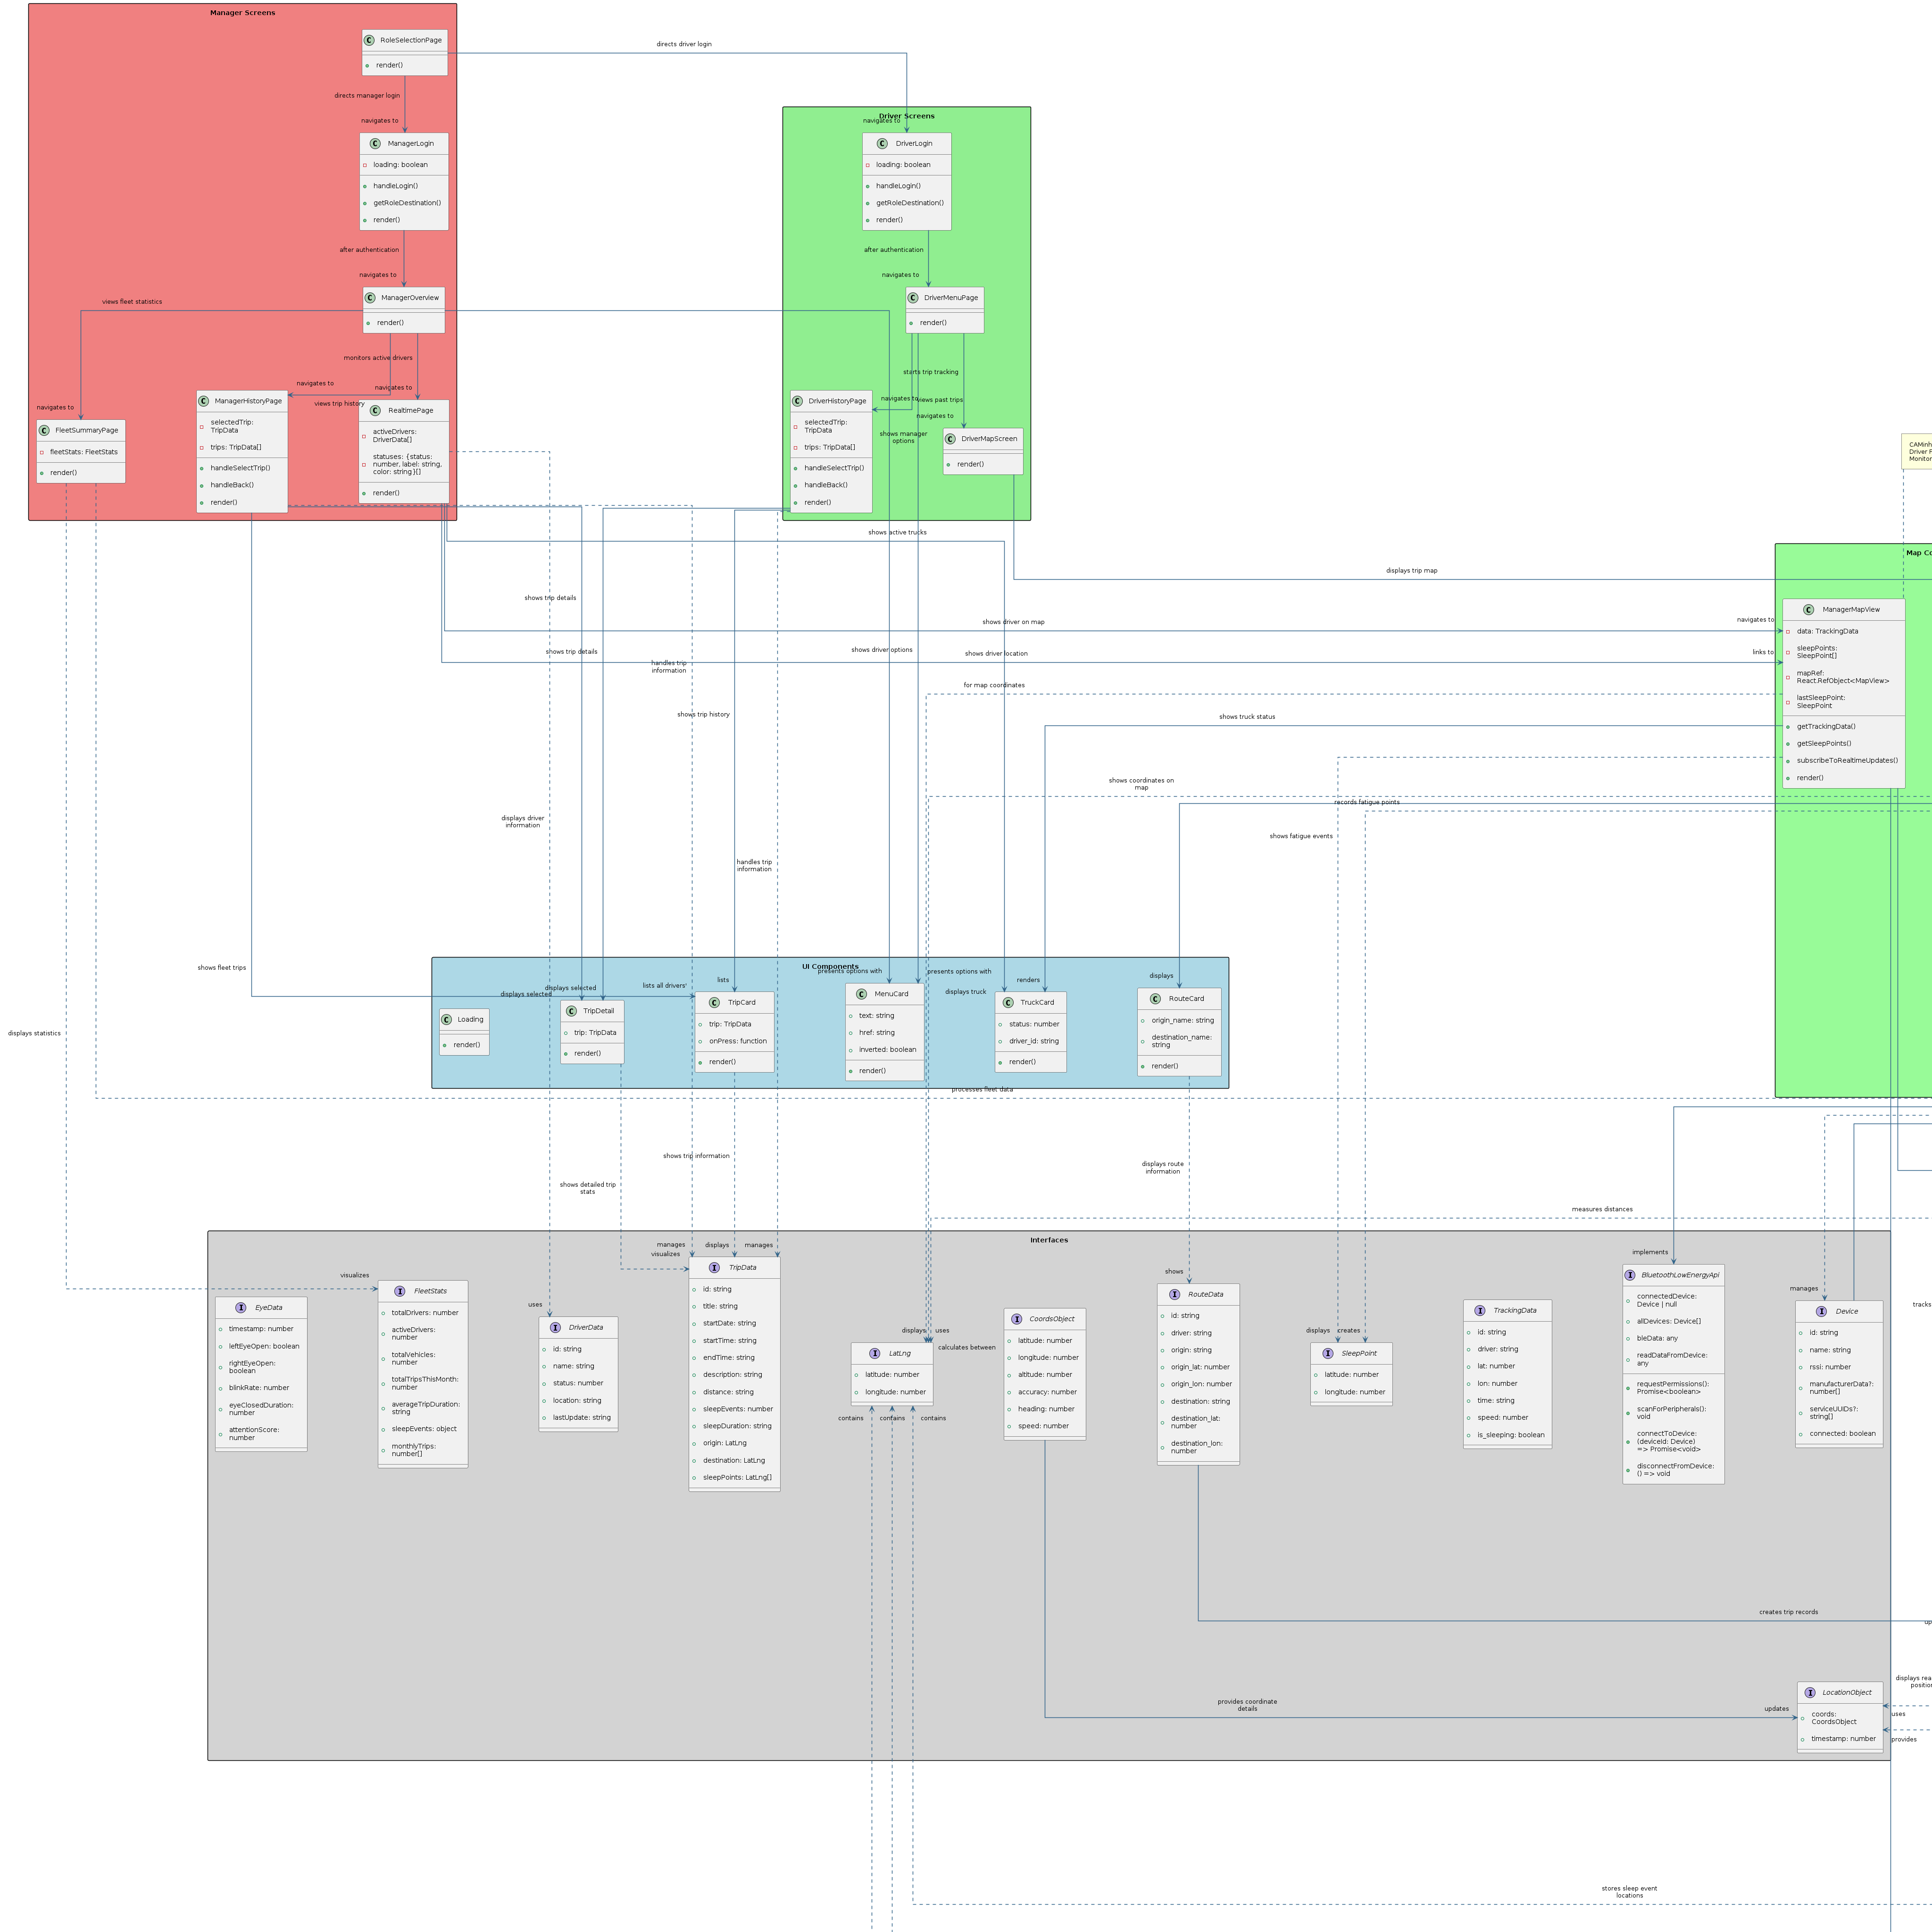 Manager Screens
RoleSelectionPage
render()
directs driver login
directs manager login
navigates to
ManagerLogin
loading: boolean
handleLogin()
getRoleDestination()
render()
Driver Screens
navigates to
DriverLogin
loading: boolean
handleLogin()
getRoleDestination()
render()
after authentication
navigates to
after authentication
navigates to
views fleet statistics
ManagerOverview
render()
DriverMenuPage
render()
monitors active drivers
navigates to
navigates to
views trip history
starts trip tracking
navigates to
views past trips
navigates to
shows manager
options
navigates to
FleetSummaryPage
fleetStats: FleetStats
render()
ManagerHistoryPage
selectedTrip:
TripData
trips: TripData[]
handleSelectTrip()
handleBack()
render()
RealtimePage
activeDrivers:
DriverData[]
statuses: {status:
number, label: string,
color: string}[]
render()
DriverHistoryPage
selectedTrip:
TripData
trips: TripData[]
handleSelectTrip()
handleBack()
render()
DriverMapScreen
render()
CAMinh
Driver F
Monitor
shows active trucks
displays trip map
Map Co
shows trip details
shows driver on map
navigates to
shows trip details
handles trip
information
shows driver options
shows driver location
links to
for map coordinates
shows trip history
shows truck status
ManagerMapView
data: TrackingData
sleepPoints:
SleepPoint[]
mapRef:
React.RefObject<MapView>
lastSleepPoint:
SleepPoint
getTrackingData()
getSleepPoints()
subscribeToRealtimeUpdates()
render()
shows coordinates on
map
records fatigue points
displays driver
information
shows fatigue events
handles trip
information
shows fleet trips
UI Components
displays selected
displays selected
lists all drivers'
lists
presents options with
presents options with
displays truck
renders
displays
Loading
render()
TripDetail
trip: TripData
render()
TripCard
trip: TripData
onPress: function
render()
MenuCard
text: string
href: string
inverted: boolean
render()
TruckCard
status: number
driver_id: string
render()
RouteCard
origin_name: string
destination_name:
string
render()
displays statistics
processes fleet data
shows trip information
shows detailed trip
stats
displays route
information
measures distances
Interfaces
manages
visualizes
displays
manages
visualizes
uses
displays
uses
calculates between
shows
displays
creates
implements
manages
tracks
EyeData
timestamp: number
leftEyeOpen: boolean
rightEyeOpen:
boolean
blinkRate: number
eyeClosedDuration:
number
attentionScore:
number
FleetStats
totalDrivers: number
activeDrivers:
number
totalVehicles:
number
totalTripsThisMonth:
number
averageTripDuration:
string
sleepEvents: object
monthlyTrips:
number[]
DriverData
id: string
name: string
status: number
location: string
lastUpdate: string
TripData
id: string
title: string
startDate: string
startTime: string
endTime: string
description: string
distance: string
sleepEvents: number
sleepDuration: string
origin: LatLng
destination: LatLng
sleepPoints: LatLng[]
LatLng
latitude: number
longitude: number
contains
contains
contains
CoordsObject
latitude: number
longitude: number
altitude: number
accuracy: number
heading: number
speed: number
RouteData
id: string
driver: string
origin: string
origin_lat: number
origin_lon: number
destination: string
destination_lat:
number
destination_lon:
number
SleepPoint
latitude: number
longitude: number
TrackingData
id: string
driver: string
lat: number
lon: number
time: string
speed: number
is_sleeping: boolean
BluetoothLowEnergyApi
connectedDevice:
Device | null
allDevices: Device[]
bleData: any
readDataFromDevice:
any
requestPermissions():
Promise<boolean>
scanForPeripherals():
void
connectToDevice:
(deviceId: Device)
=> Promise<void>
disconnectFromDevice:
() => void
Device
id: string
name: string
rssi: number
manufacturerData?:
number[]
serviceUUIDs?:
string[]
connected: boolean
creates trip records
up
displays rea
position
provides coordinate
details
updates
LocationObject
coords:
CoordsObject
timestamp: number
uses
provides
stores sleep event
locations